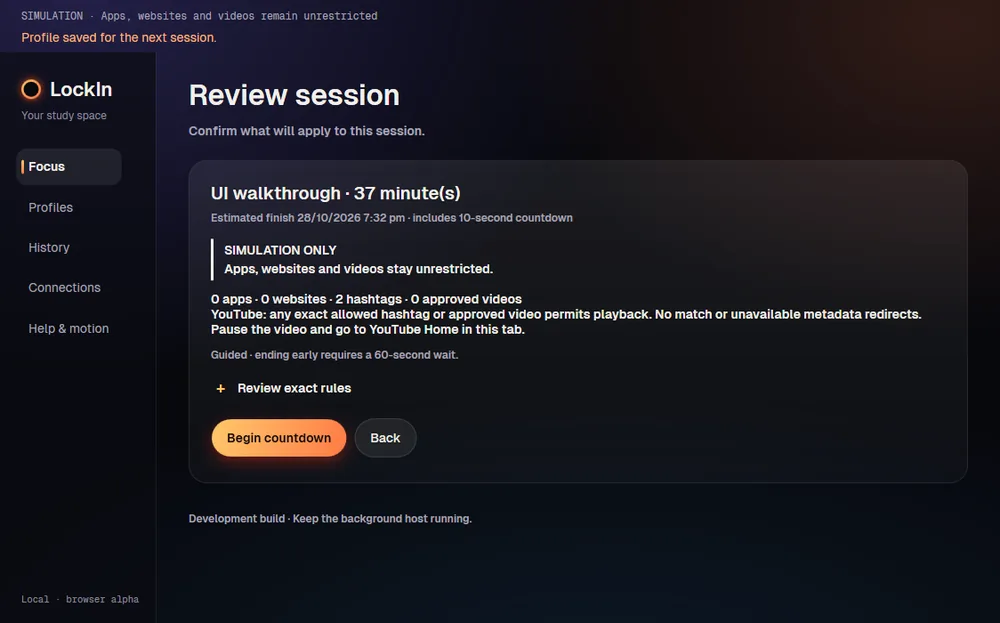 SIMULATION · Apps, websites and videos remain unrestricted
Profile saved for the next session.
LockIn
Your study space
Focus
Profiles
History
Connections
Help & motion
Local · browser alpha
Review session
Confirm what will apply to this session.
UI walkthrough · 37 minute(s)
Estimated finish 28/10/2026 7:32 pm · includes 10-second countdown
SIMULATION ONLY
Apps, websites and videos stay unrestricted.
0 apps · 0 websites · 2 hashtags · 0 approved videos
YouTube: any exact allowed hashtag or approved video permits playback. No match or unavailable metadata redirects.
Pause the video and go to YouTube Home in this tab.
Guided · ending early requires a 60-second wait.
+ Review exact rules
Begin countdown
Back
Development build · Keep the background host running.